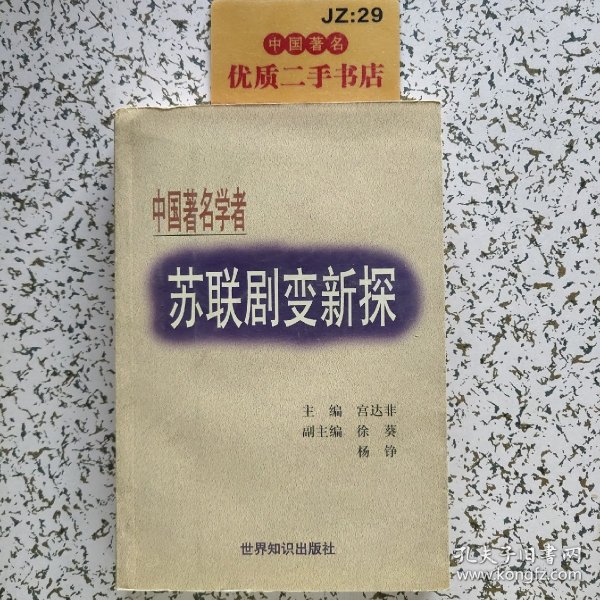 JZ:29
中国著名
优质二手书店
中国著名学者
苏联剧变新探
主 编 宫达非
副主编 徐 葵
杨 铮
世界知识出版社
孔夫子旧书网
www.kongfz.com